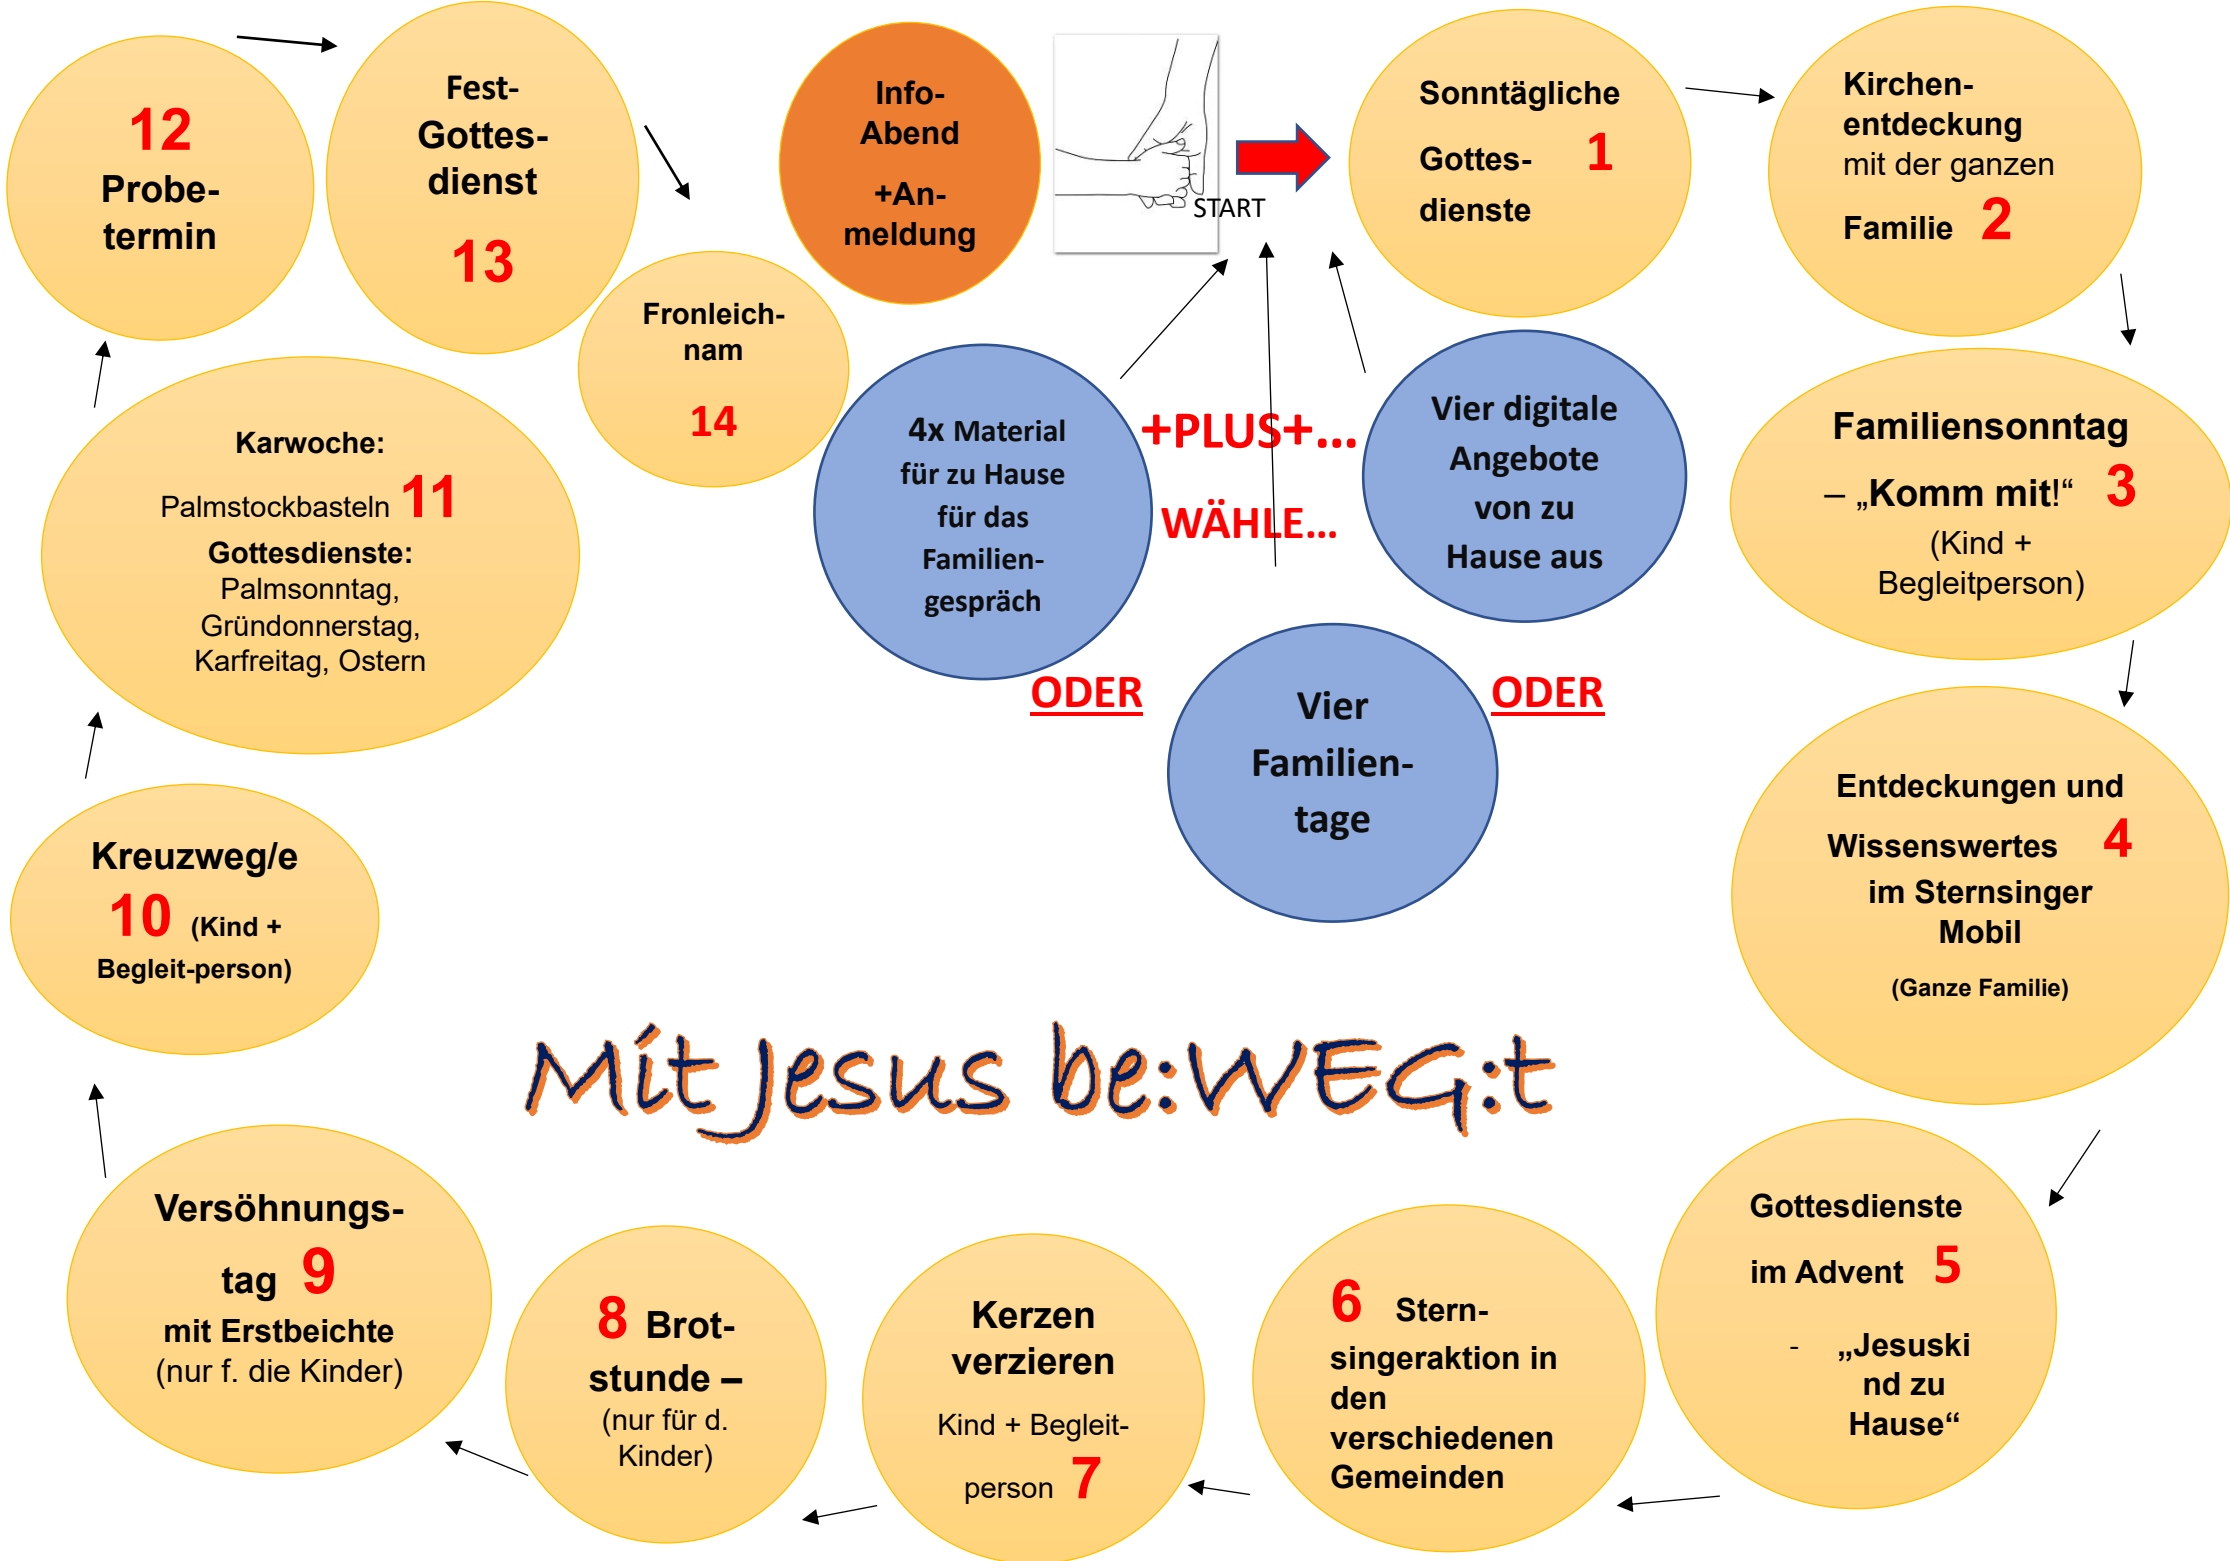 Info-
Abend
+An-
meldung
START
Sonntägliche
Gottes- 1
dienste
Kirchen-
entdeckung
mit der ganzen
Familie 2
Familiensonntag
– „Komm mit!“ 3
(Kind +
Begleitperson)
Entdeckungen und
Wissenswertes 4
im Sternsinger
Mobil
(Ganze Familie)
Gottesdienste
im Advent 5
- „Jesuski
nd zu
Hause“
6 Stern-
singeraktion in
den
verschiedenen
Gemeinden
Kerzen
verzieren
Kind + Begleit-
person 7
8 Brot-
stunde –
(nur für d.
Kinder)
Versöhnungs-
tag 9
mit Erstbeichte
(nur f. die Kinder)
Kreuzweg/e
10 (Kind +
Begleit-person)
Karwoche:
Palmstockbasteln 11
Gottesdienste:
Palmsonntag,
Gründonnerstag,
Karfreitag, Ostern
12
Probe-
termin
Fest-
Gottes-
dienst
13
Fronleich-
nam
14
+PLUS+...
WÄHLE...
4x Material
für zu Hause
für das
Familien-
gespräch
ODER
Vier
Familien-
tage
ODER
Vier digitale
Angebote
von zu
Hause aus
Mit Jesus be:WEG:t